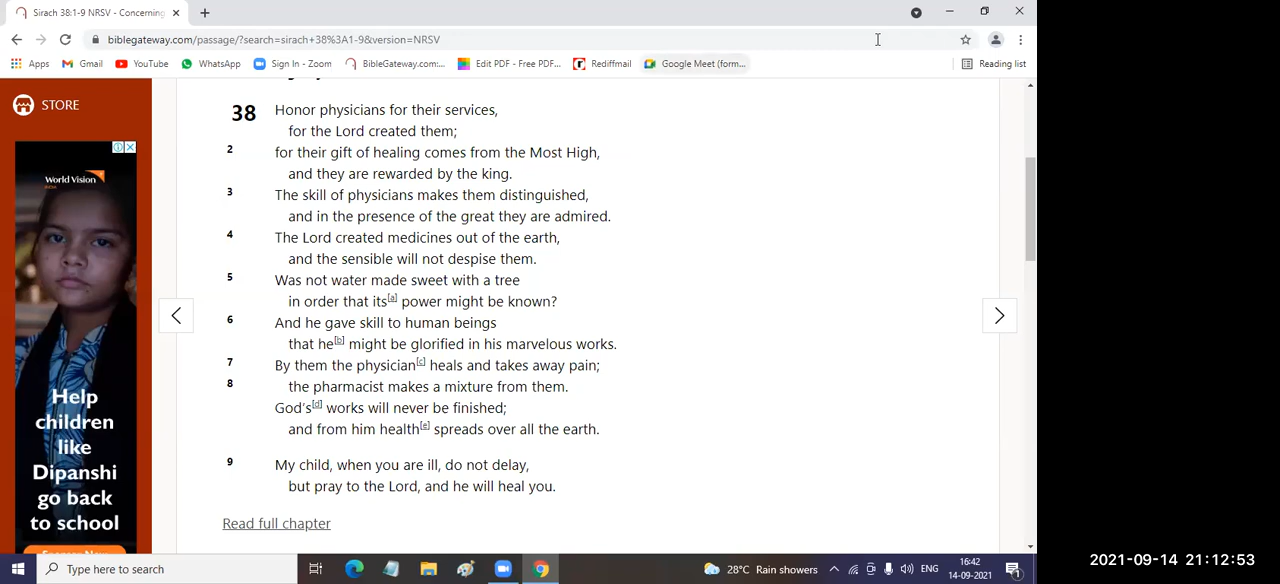 Sirach 38:1-9 NRSV - Concerning
biblegateway.com/passage/?search=sirach+38%3A1-9&version=NRSV
Apps Gmail YouTube WhatsApp Sign In - Zoom BibleGateway.com:... Edit PDF - Free PDF... Rediffmail Google Meet (form... Reading list
STORE
World Vision
INDIA
Help
children
like
Dipanshi
go back
to school
38 Honor physicians for their services,
for the Lord created them;
2 for their gift of healing comes from the Most High,
and they are rewarded by the king.
3 The skill of physicians makes them distinguished,
and in the presence of the great they are admired.
4 The Lord created medicines out of the earth,
and the sensible will not despise them.
5 Was not water made sweet with a tree
in order that its[a] power might be known?
6 And he gave skill to human beings
that he[b] might be glorified in his marvelous works.
7 By them the physician[c] heals and takes away pain;
8 the pharmacist makes a mixture from them.
God's[d] works will never be finished;
and from him health[e] spreads over all the earth.
9 My child, when you are ill, do not delay,
but pray to the Lord, and he will heal you.
Read full chapter
Type here to search
28°C Rain showers
ENG
16:42
14-09-2021
1
2021-09-14 21:12:53